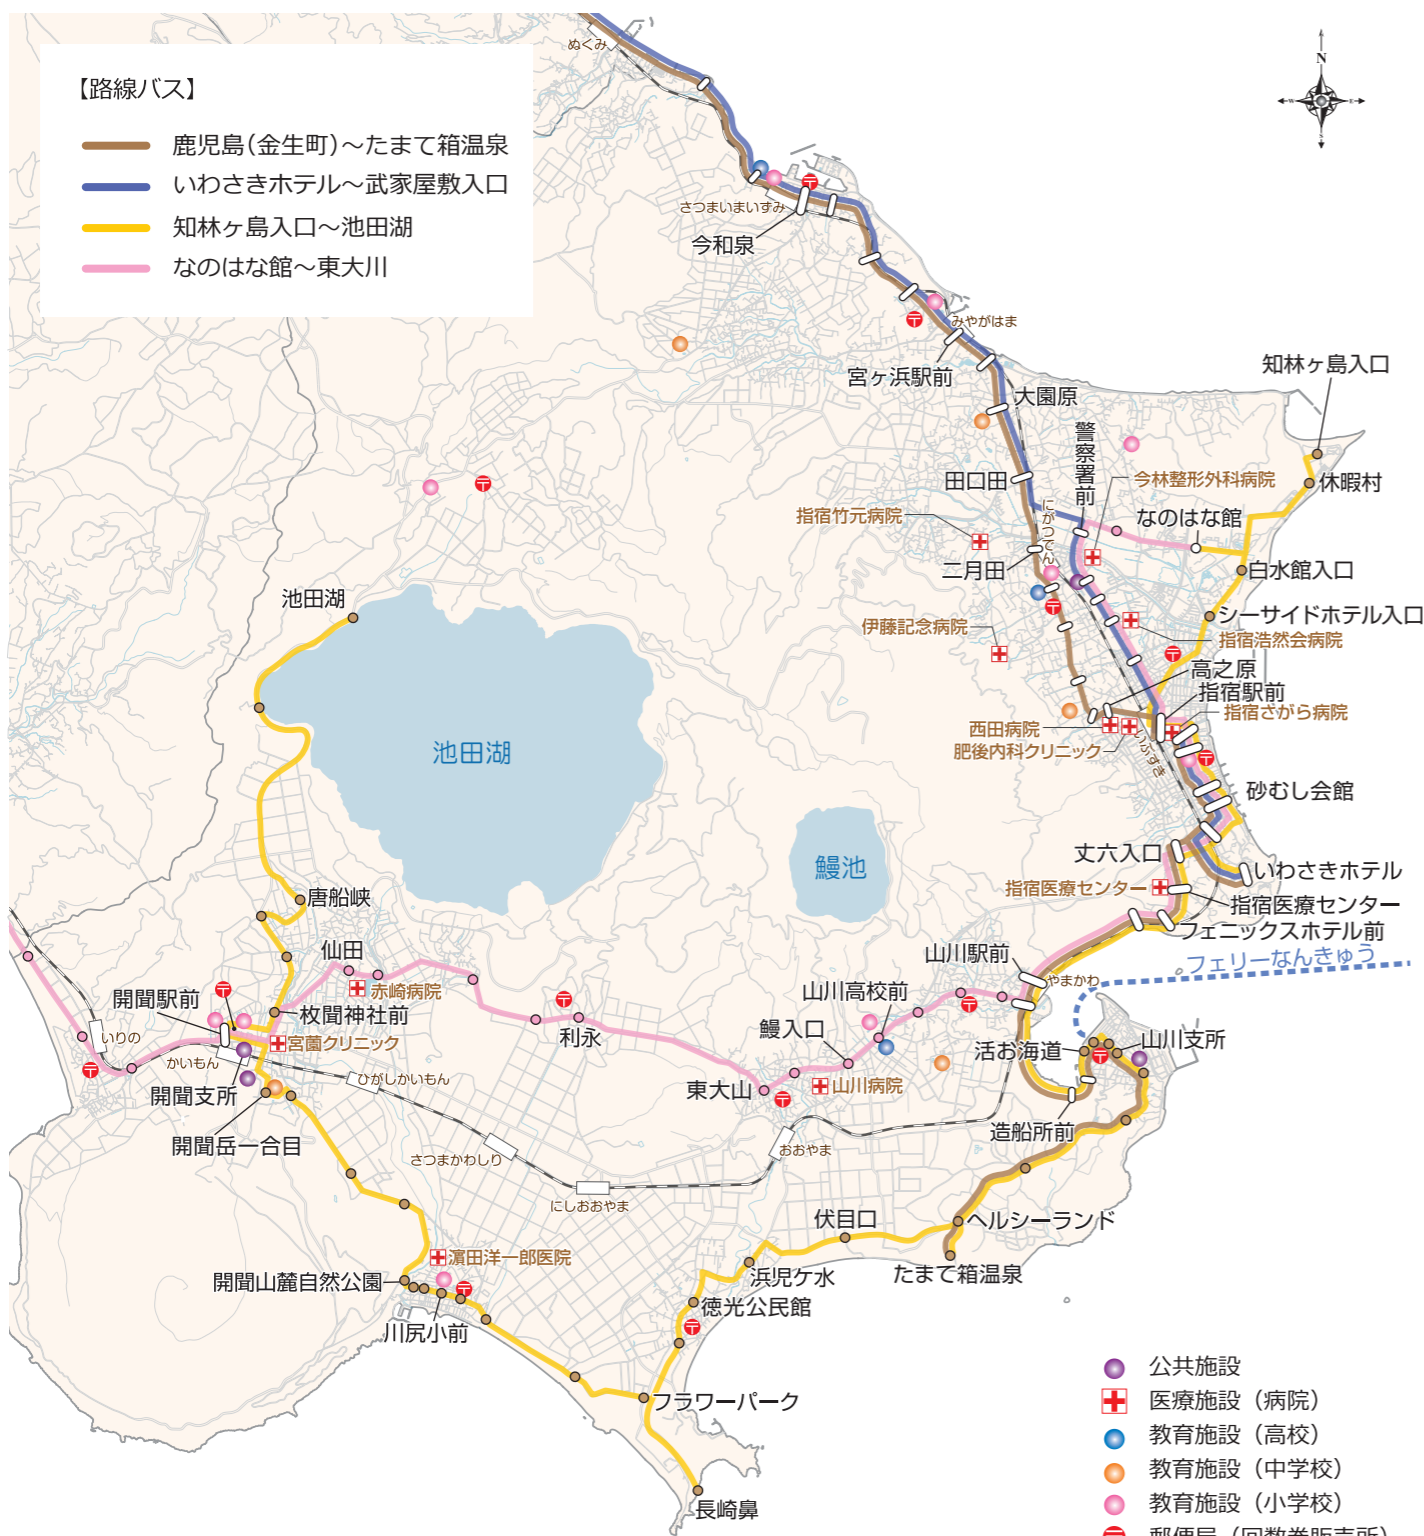 【路線バス】
鹿児島(金生町)～たまて箱温泉
いわさきホテル～武家屋敷入口
知林ヶ島入口～池田湖
なのはな館～東大川
N
W
E
S
ぬくみ
さつまいまいずみ
今和泉
みやがはま
宮ヶ浜駅前
大園原
知林ヶ島入口
警察署前
田口田
今林整形外科病院
休暇村
指宿竹元病院
にがつでん
なのはな館
二月田
白水館入口
池田湖
シーサイドホテル入口
伊藤記念病院
指宿浩然会病院
高之原
指宿駅前
指宿さがら病院
西田病院
肥後内科クリニック
いぶすき
池田湖
砂むし会館
丈六入口
鰻池
いわさきホテル
指宿医療センター
指宿医療センター
唐船峡
フェニックスホテル前
仙田
山川駅前
フェリーなんきゅう
やまかわ
赤崎病院
山川高校前
開聞駅前
枚聞神社前
鰻入口
いりの
宮薗クリニック
利永
活お海道
山川支所
かいもん
ひがしかいもん
開聞支所
東大山
山川病院
造船所前
開聞岳一合目
さつまかわしり
おおやま
にしおおやま
伏目口
ヘルシーランド
濵田洋一郎医院
開聞山麓自然公園
浜児ケ水
たまて箱温泉
徳光公民館
川尻小前
フラワーパーク
長崎鼻
公共施設
医療施設（病院）
教育施設（高校）
教育施設（中学校）
教育施設（小学校）
郵便局（回数券販売所）